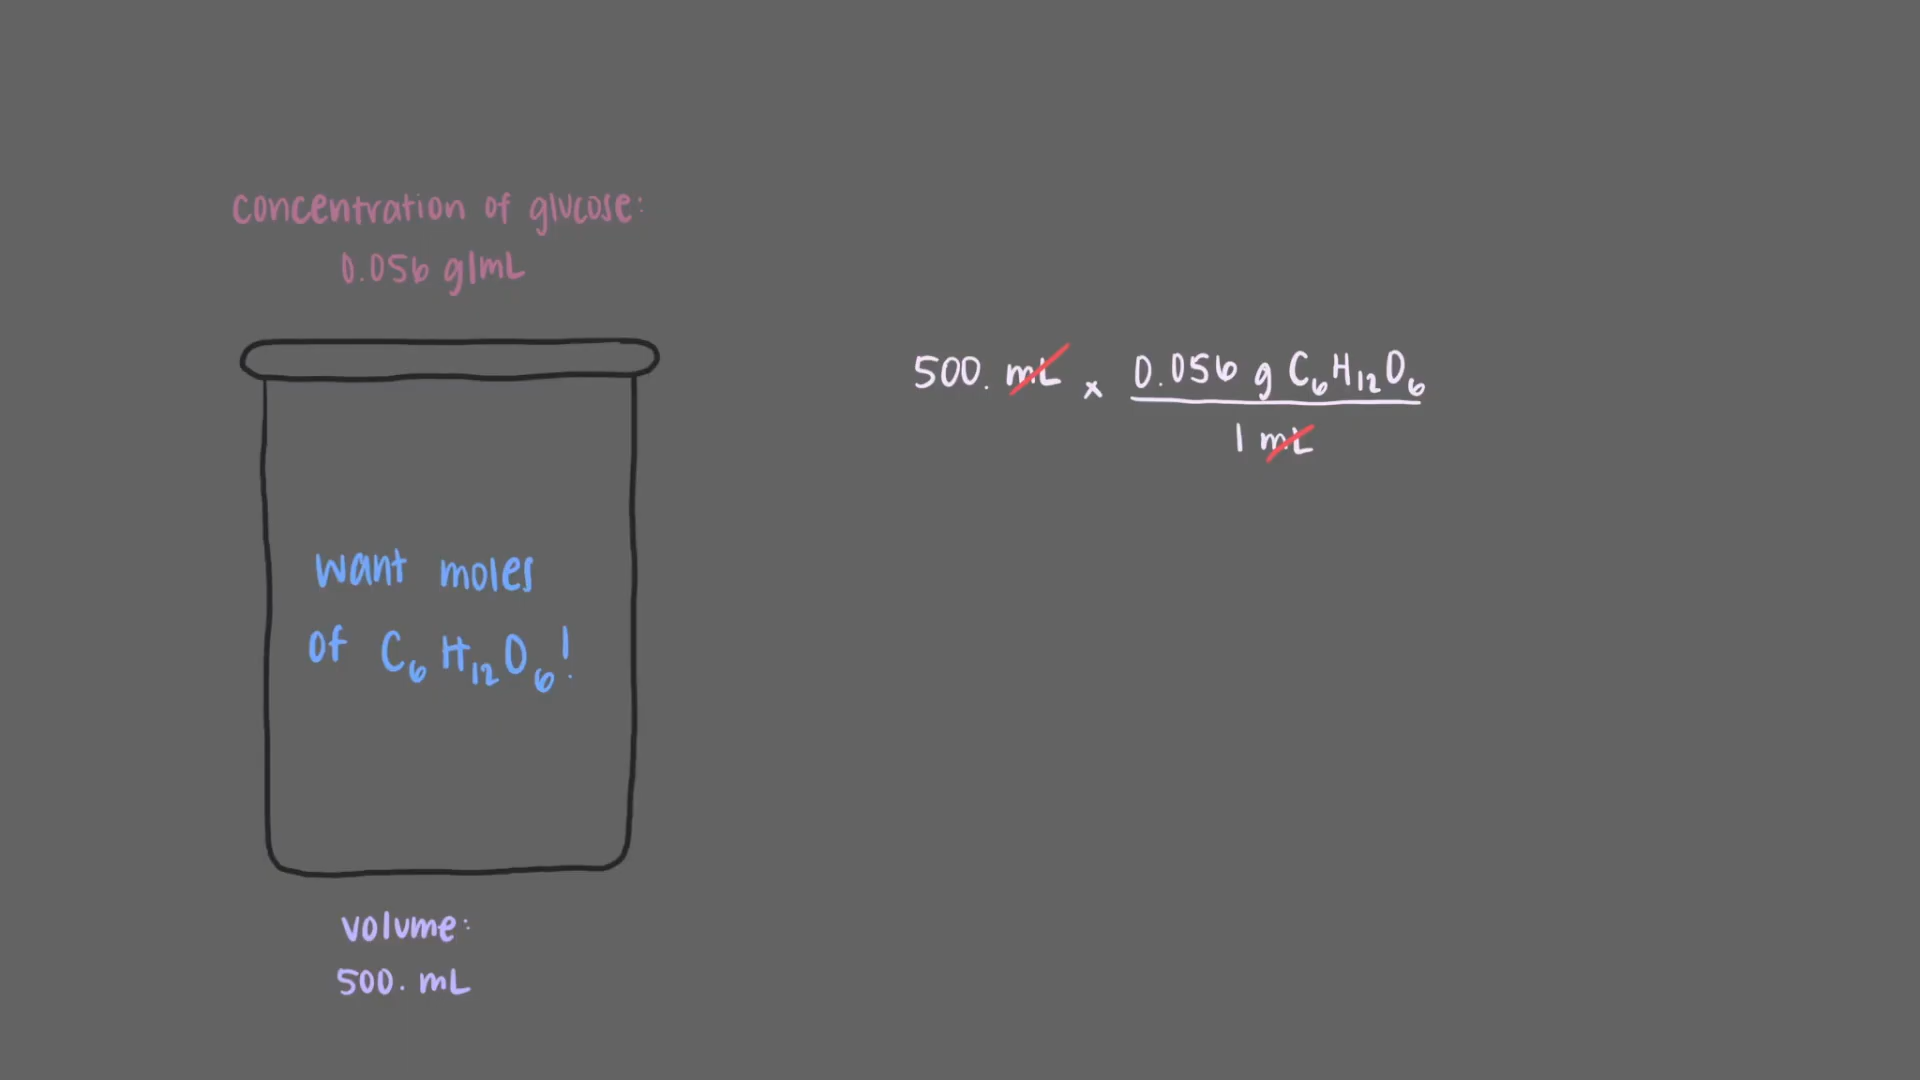 concentration of glucose:
0.056 g/mL
500. mL x 0.056 g C₆H₁₂O₆
1 mL
want moles
of C₆H₁₂O₆!
volume:
500. mL